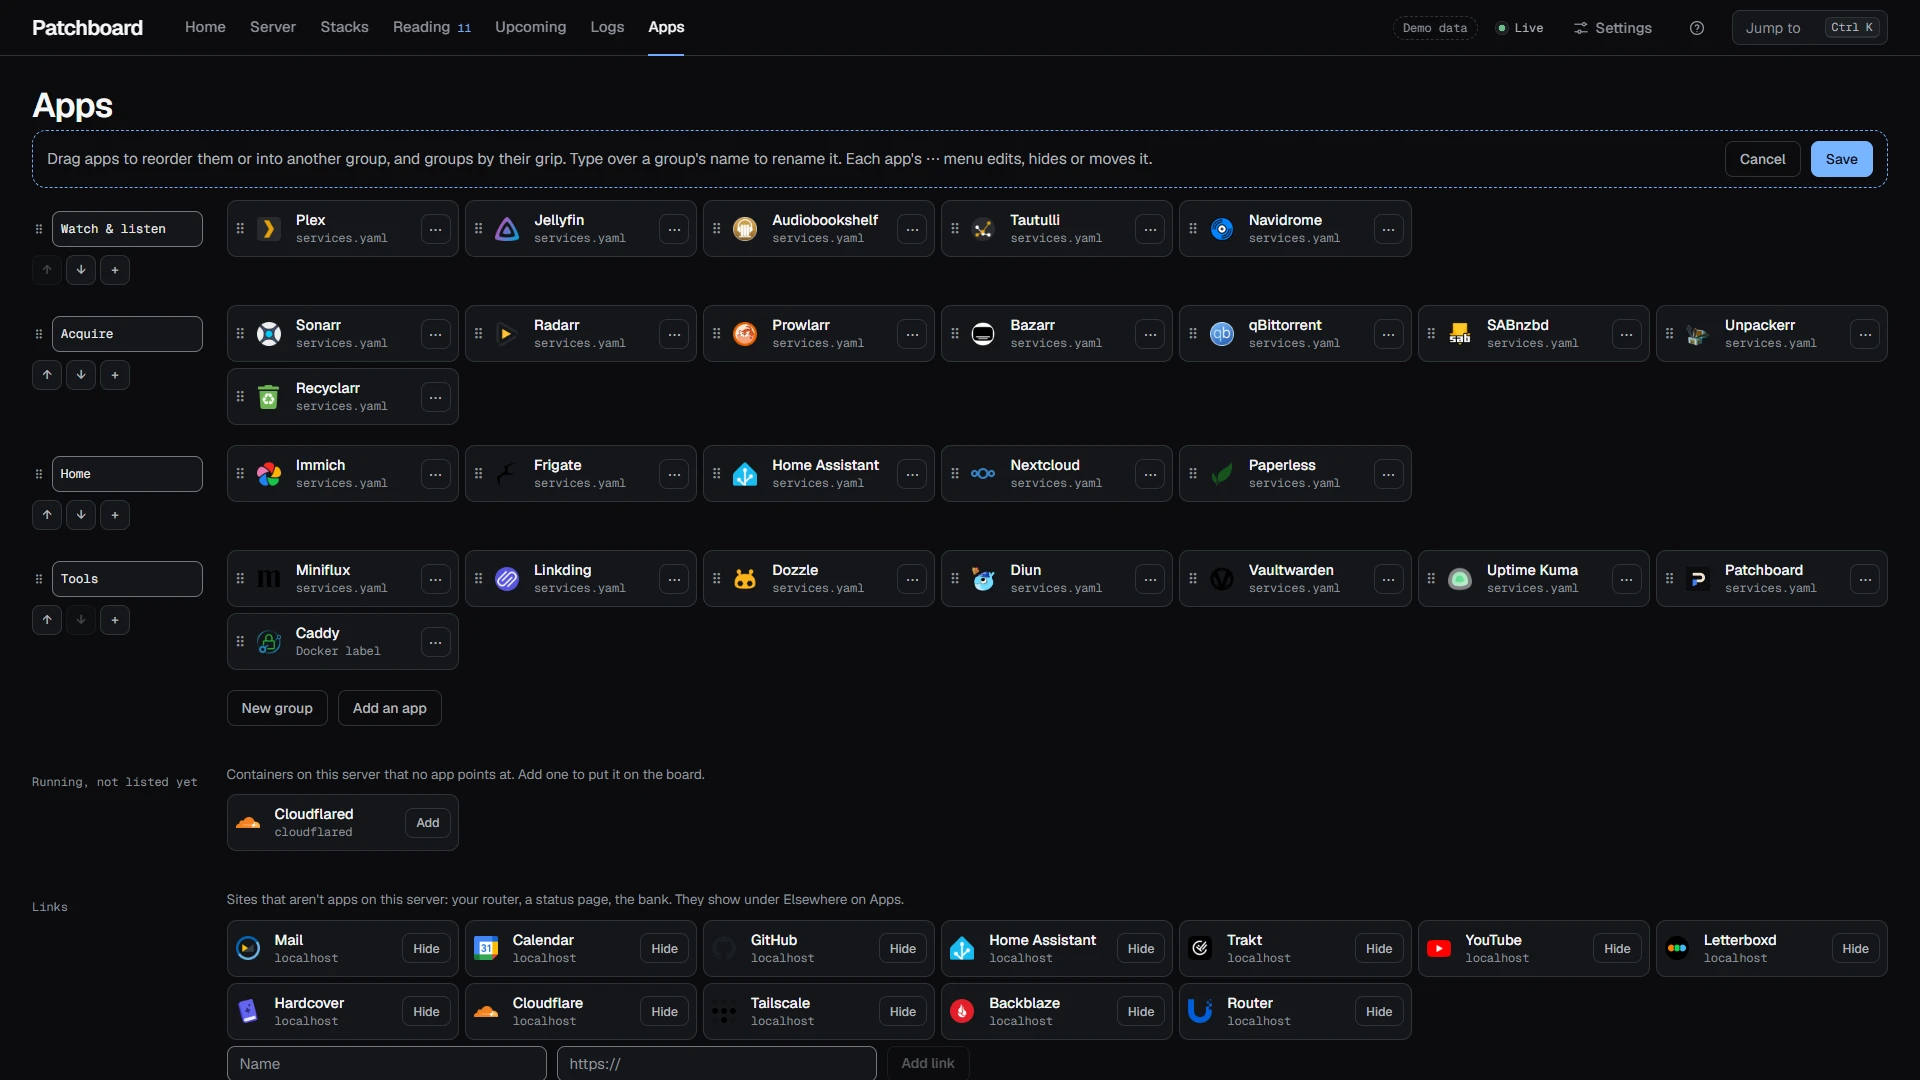 Patchboard
Home
Server
Stacks
Reading 11
Upcoming
Logs
Apps
Demo data
Live
Settings
Jump to
Ctrl K
Apps
Drag apps to reorder them or into another group, and groups by their grip. Type over a group's name to rename it. Each app's ··· menu edits, hides or moves it.
Cancel
Save
Watch & listen
Plex
services.yaml
Jellyfin
services.yaml
Audiobookshelf
services.yaml
Tautulli
services.yaml
Navidrome
services.yaml
Acquire
Sonarr
services.yaml
Radarr
services.yaml
Prowlarr
services.yaml
Bazarr
services.yaml
qb
qBittorrent
services.yaml
sab
SABnzbd
services.yaml
Unpackerr
services.yaml
Recyclarr
services.yaml
Home
Immich
services.yaml
Frigate
services.yaml
Home Assistant
services.yaml
Nextcloud
services.yaml
Paperless
services.yaml
Tools
m
Miniflux
services.yaml
Linkding
services.yaml
Dozzle
services.yaml
Diun
services.yaml
Vaultwarden
services.yaml
Uptime Kuma
services.yaml
Patchboard
services.yaml
Caddy
Docker label
New group
Add an app
Running, not listed yet
Containers on this server that no app points at. Add one to put it on the board.
Cloudflared
cloudflared
Add
Links
Sites that aren't apps on this server: your router, a status page, the bank. They show under Elsewhere on Apps.
Mail
localhost
Hide
31
Calendar
localhost
Hide
GitHub
localhost
Hide
Home Assistant
localhost
Hide
Trakt
localhost
Hide
YouTube
localhost
Hide
Letterboxd
localhost
Hide
Hardcover
localhost
Hide
Cloudflare
localhost
Hide
Tailscale
localhost
Hide
Backblaze
localhost
Hide
Router
localhost
Hide
Name
https://
Add link